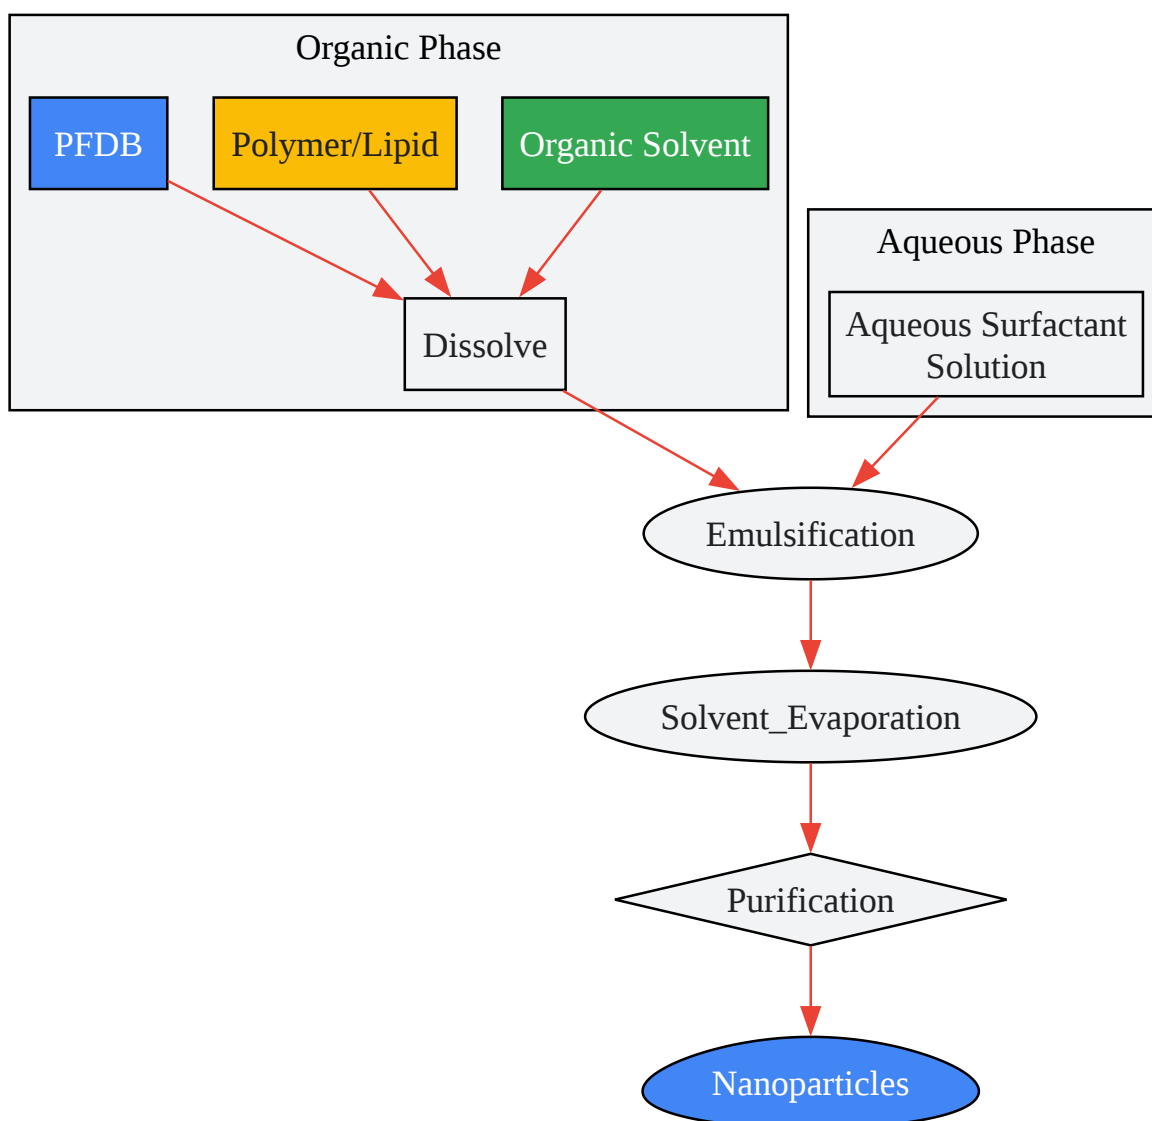 Organic Phase
PFDB
Polymer/Lipid
Organic Solvent
Aqueous Phase
Aqueous Surfactant
Solution
Dissolve
Emulsification
Solvent_Evaporation
Purification
Nanoparticles